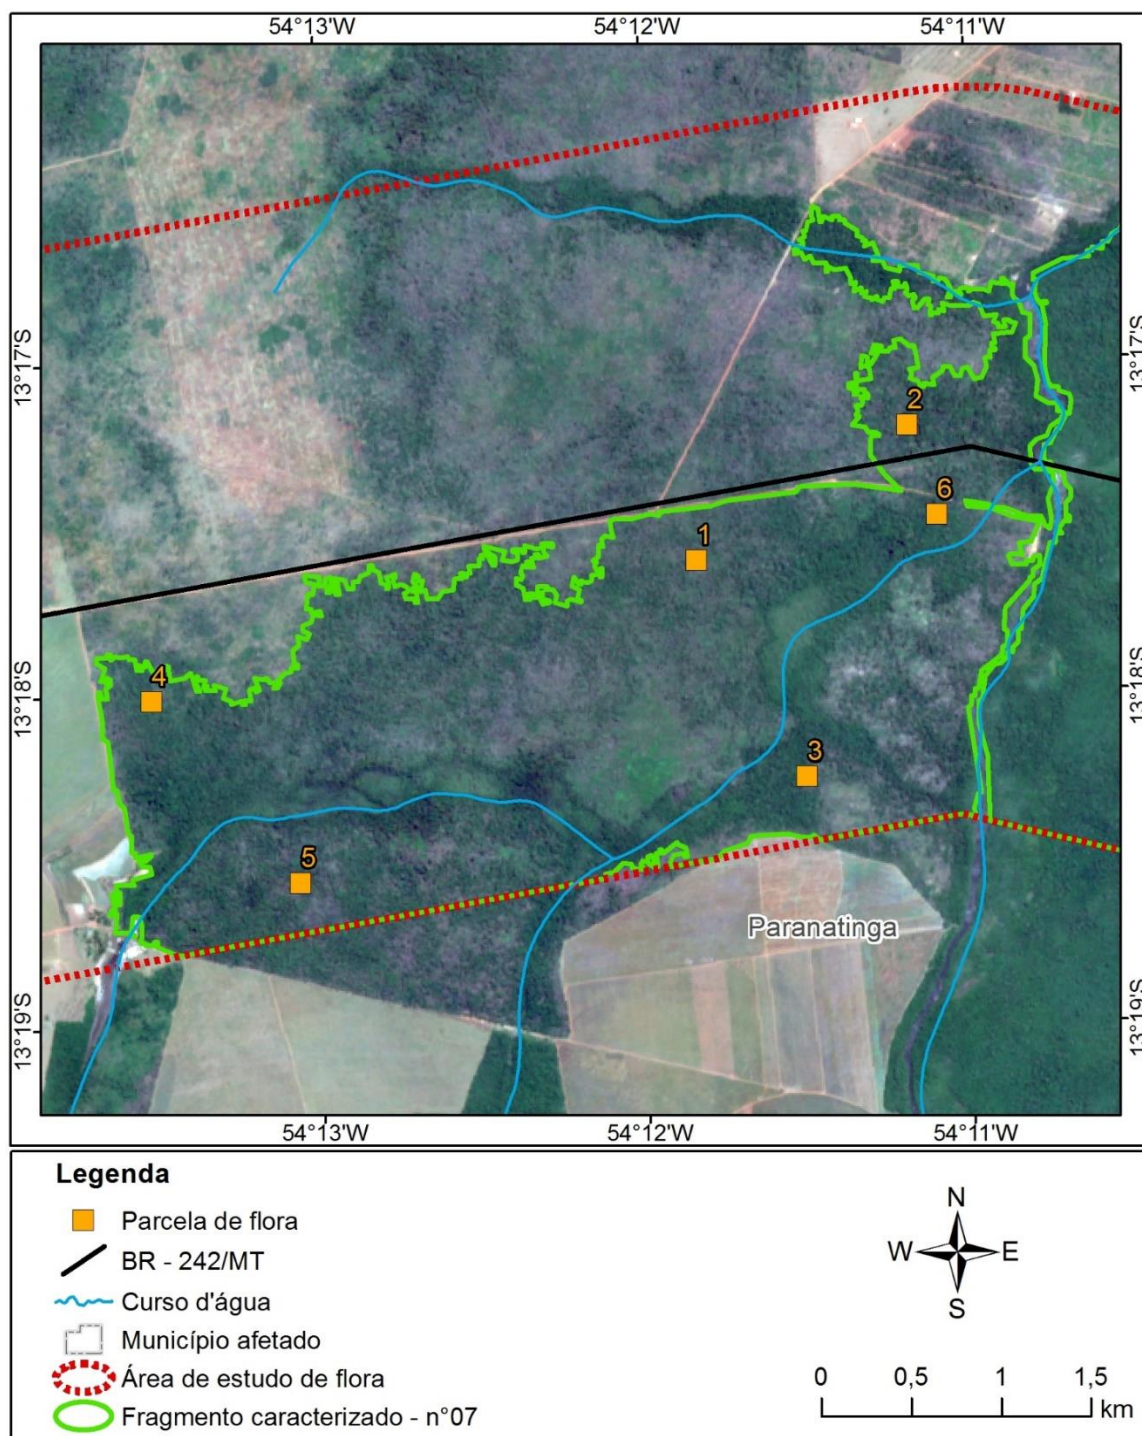 54°13'W 54°12'W 54°11'W
13°17'S 13°17'S
2
6
1
13°18'S 13°18'S
4
3
5
Paranatinga
13°19'S 13°19'S
54°13'W 54°12'W 54°11'W
Legenda
Parcela de flora
BR - 242/MT
Curso d'água
Município afetado
Área de estudo de flora
Fragmento caracterizado - n°07
N
W E
S
0 0,5 1 1,5
km